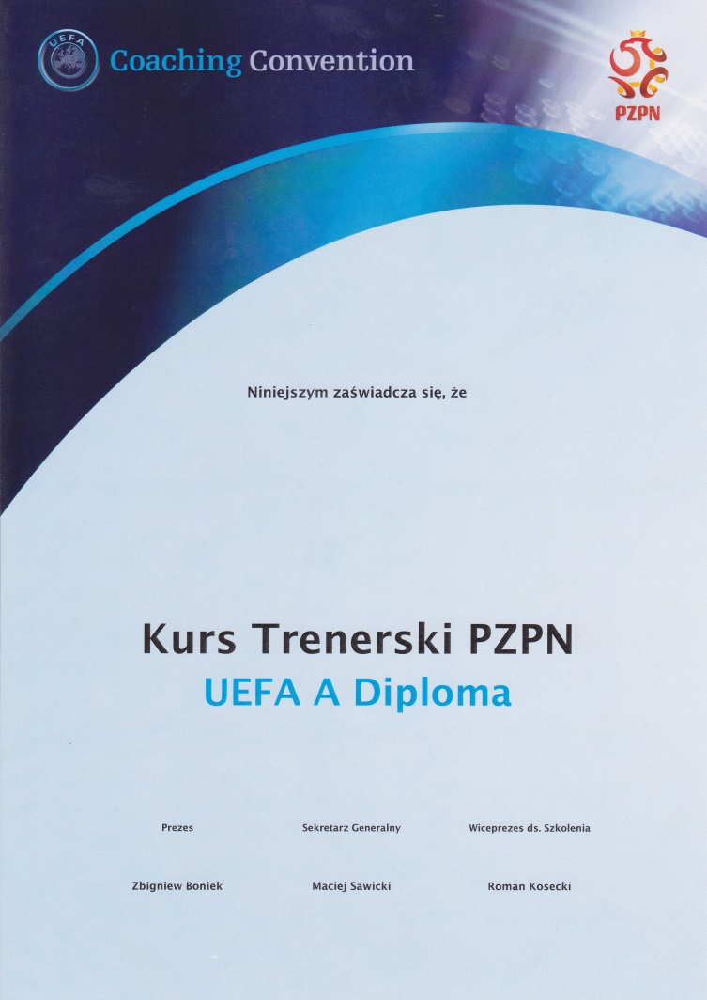 UEFA
Coaching Convention
PZPN
Niniejszym zaświadcza się, że
Kurs Trenerski PZPN
UEFA A Diploma
Prezes Sekretarz Generalny Wiceprezes ds. Szkolenia
Zbigniew Boniek Maciej Sawicki Roman Kosecki